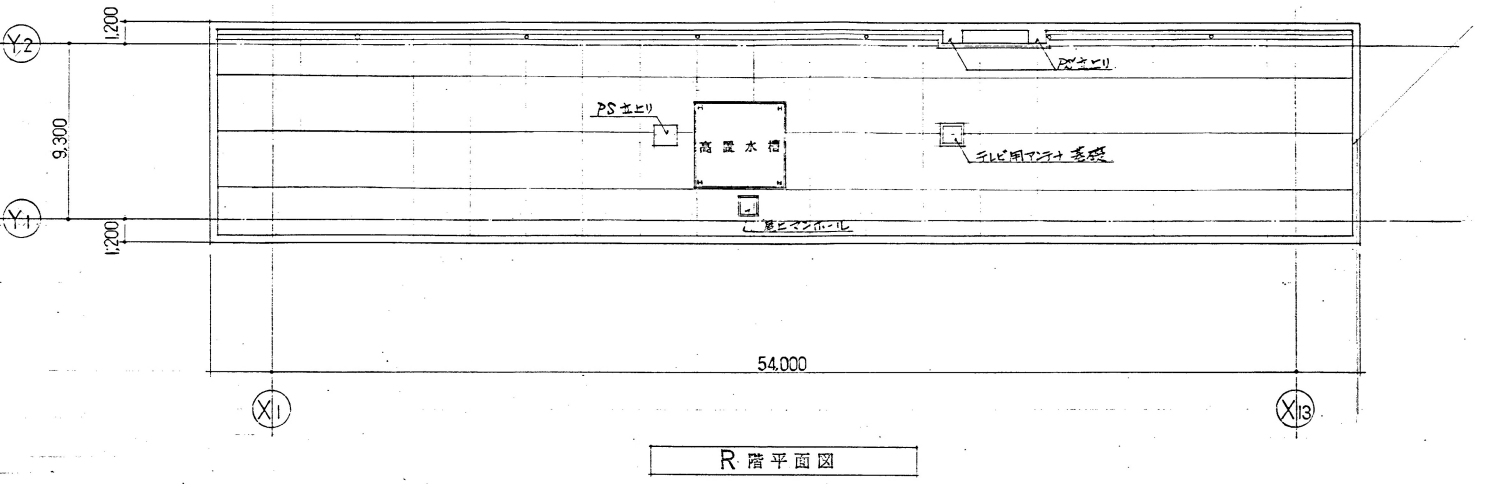 1,200
Y2
PS立上り
PS立上り
9,300
高置水槽
テレビ用アンテナ基礎
Y1
屋上マンホール
1,200
54,000
X1
X13
R階平面図